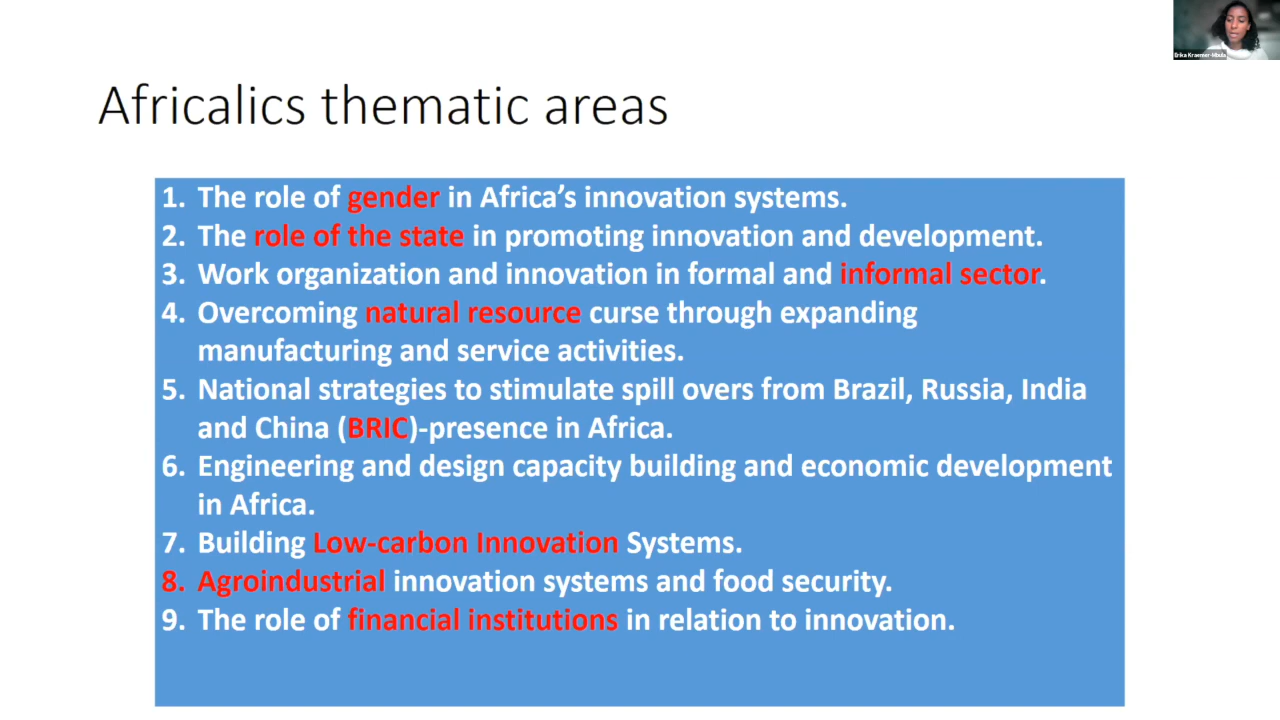 Erika Kraemer-Mbula
Africalics thematic areas
1. The role of gender in Africa's innovation systems.
2. The role of the state in promoting innovation and development.
3. Work organization and innovation in formal and informal sector.
4. Overcoming natural resource curse through expanding
manufacturing and service activities.
5. National strategies to stimulate spill overs from Brazil, Russia, India
and China (BRIC)-presence in Africa.
6. Engineering and design capacity building and economic development
in Africa.
7. Building Low-carbon Innovation Systems.
8. Agroindustrial innovation systems and food security.
9. The role of financial institutions in relation to innovation.